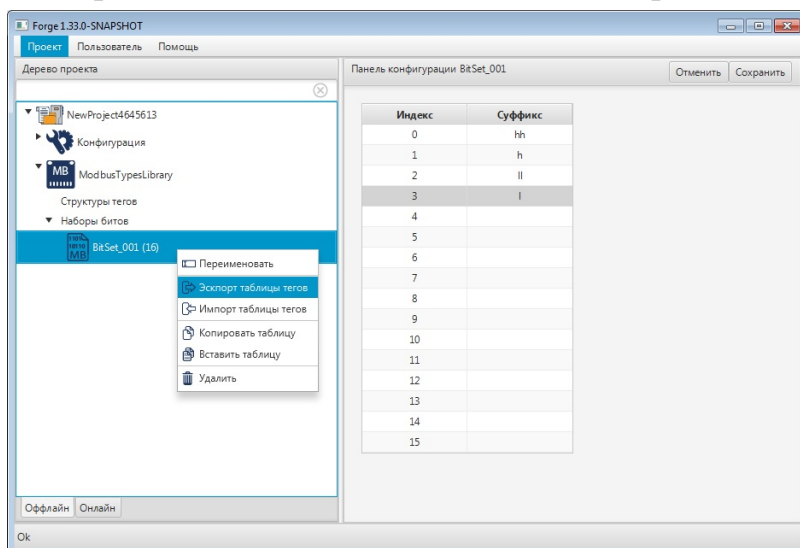 Forge 1.33.0-SNAPSHOT
Проект Пользователь Помощь
Дерево проекта
NewProject4645613
Конфигурация
MB ModbusTypesLibrary
Структуры тегов
Наборы битов
MB BitSet_001 (16)
Переименовать
Эскпорт таблицы тегов
Импорт таблицы тегов
Копировать таблицу
Вставить таблицу
Удалить
Оффлайн Онлайн
Ok
Панель конфигурации BitSet_001 Отменить Сохранить
Индекс Суффикс
0 hh
1 h
2 ll
3 l
4
5
6
7
8
9
10
11
12
13
14
15